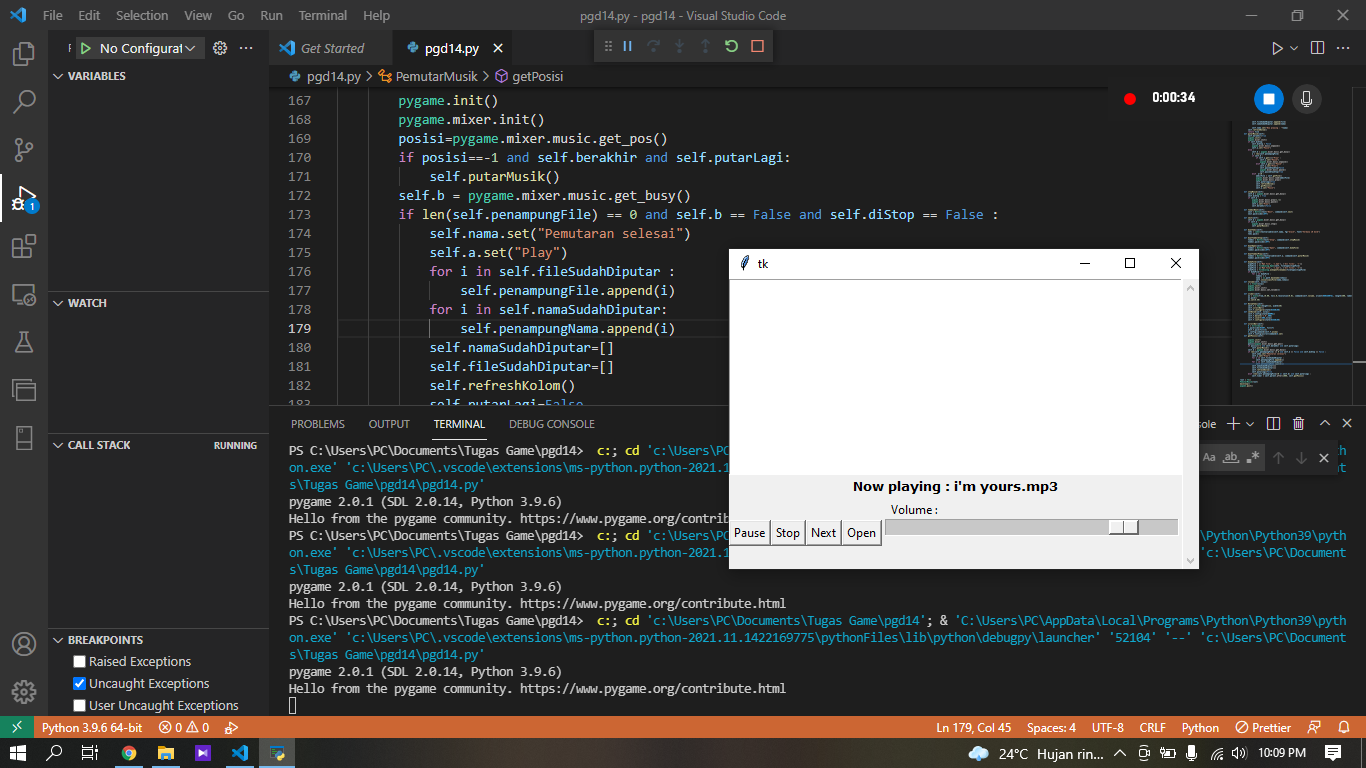 File Edit Selection View Go Run Terminal Help
pgd14.py - pgd14 - Visual Studio Code
No Configurat
Get Started
pgd14.py
pgd14.py > PemutarMusik > getPosisi
0:00:34
VARIABLES
WATCH
CALL STACK
RUNNING
BREAKPOINTS
Raised Exceptions
Uncaught Exceptions
User Uncaught Exceptions
1
167 pygame.init()
168 pygame.mixer.init()
169 posisi=pygame.mixer.music.get_pos()
170 if posisi==-1 and self.berakhir and self.putarLagi:
171 self.putarMusik()
172 self.b = pygame.mixer.music.get_busy()
173 if len(self.penampungFile) == 0 and self.b == False and self.diStop == False :
174 self.nama.set("Pemutaran selesai")
175 self.a.set("Play")
176 for i in self.fileSudahDiputar :
177 self.penampungFile.append(i)
178 for i in self.namaSudahDiputar:
179 self.penampungNama.append(i)
180 self.namaSudahDiputar=[]
181 self.fileSudahDiputar=[]
182 self.refreshKolom()
183 self.putarLagi=False
tk
Now playing : i'm yours.mp3
Volume :
Pause Stop Next Open
PROBLEMS OUTPUT TERMINAL DEBUG CONSOLE
sole
Aa ab
PS C:\Users\PC\Documents\Tugas Game\pgd14> c:; cd 'c:\Users\PC
on.exe' 'c:\Users\PC\.vscode\extensions\ms-python.python-2021.1
s\Tugas Game\pgd14\pgd14.py'
pygame 2.0.1 (SDL 2.0.14, Python 3.9.6)
Hello from the pygame community. https://www.pygame.org/contrib
PS C:\Users\PC\Documents\Tugas Game\pgd14> c:; cd 'c:\Users\PC
\Python\Python39\pyth
on.exe' 'c:\Users\PC\.vscode\extensions\ms-python.python-2021.1
'c:\Users\PC\Document
s\Tugas Game\pgd14\pgd14.py'
pygame 2.0.1 (SDL 2.0.14, Python 3.9.6)
Hello from the pygame community. https://www.pygame.org/contribute.html
PS C:\Users\PC\Documents\Tugas Game\pgd14> c:; cd 'c:\Users\PC\Documents\Tugas Game\pgd14'; & 'C:\Users\PC\AppData\Local\Programs\Python\Python39\pyth
on.exe' 'c:\Users\PC\.vscode\extensions\ms-python.python-2021.11.1422169775\pythonFiles\lib\python\debugpy\launcher' '52104' '--' 'c:\Users\PC\Document
s\Tugas Game\pgd14\pgd14.py'
pygame 2.0.1 (SDL 2.0.14, Python 3.9.6)
Hello from the pygame community. https://www.pygame.org/contribute.html
Python 3.9.6 64-bit 0 0
Ln 179, Col 45 Spaces: 4 UTF-8 CRLF Python Prettier
24°C Hujan rin... 10:09 PM